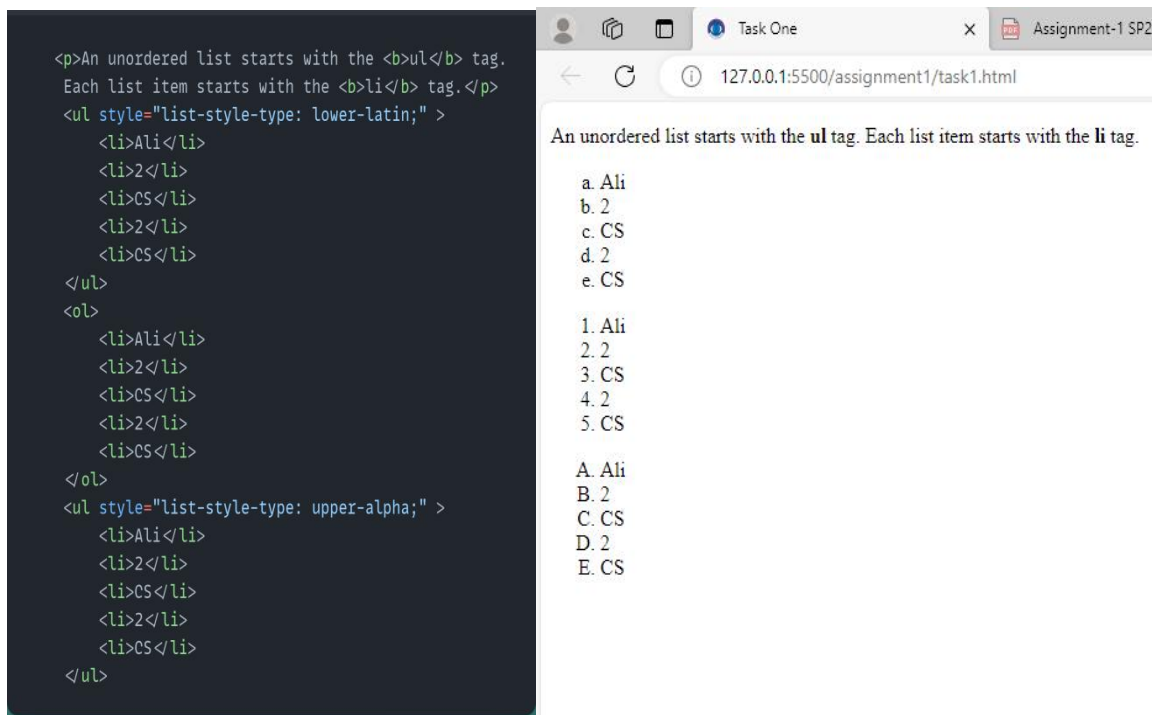 <p>An unordered list starts with the <b>ul</b> tag.
Each list item starts with the <b>li</b> tag.</p>
<ul style="list-style-type: lower-latin;" >
<li>Ali</li>
<li>2</li>
<li>CS</li>
<li>2</li>
<li>CS</li>
</ul>
<ol>
<li>Ali</li>
<li>2</li>
<li>CS</li>
<li>2</li>
<li>CS</li>
</ol>
<ul style="list-style-type: upper-alpha;" >
<li>Ali</li>
<li>2</li>
<li>CS</li>
<li>2</li>
<li>CS</li>
</ul>
Task One
Assignment-1 SP2
127.0.0.1:5500/assignment1/task1.html
An unordered list starts with the ul tag. Each list item starts with the li tag.
a. Ali
b. 2
c. CS
d. 2
e. CS
1. Ali
2. 2
3. CS
4. 2
5. CS
A. Ali
B. 2
C. CS
D. 2
E. CS